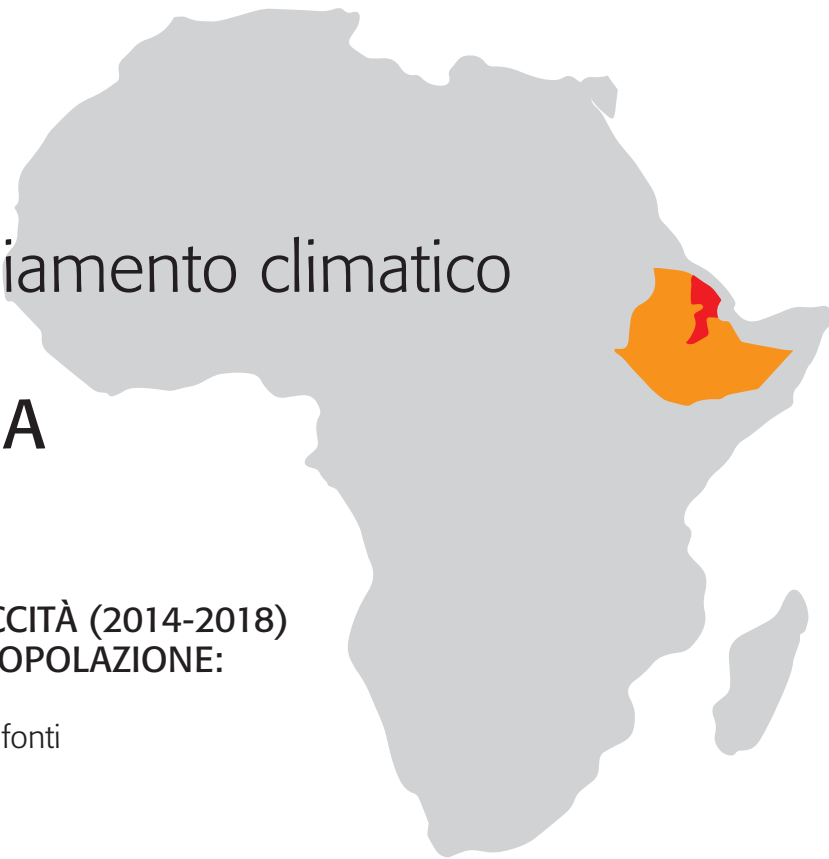 iamento climatico
A
CCITÀ (2014-2018)
OPOLAZIONE:
fonti